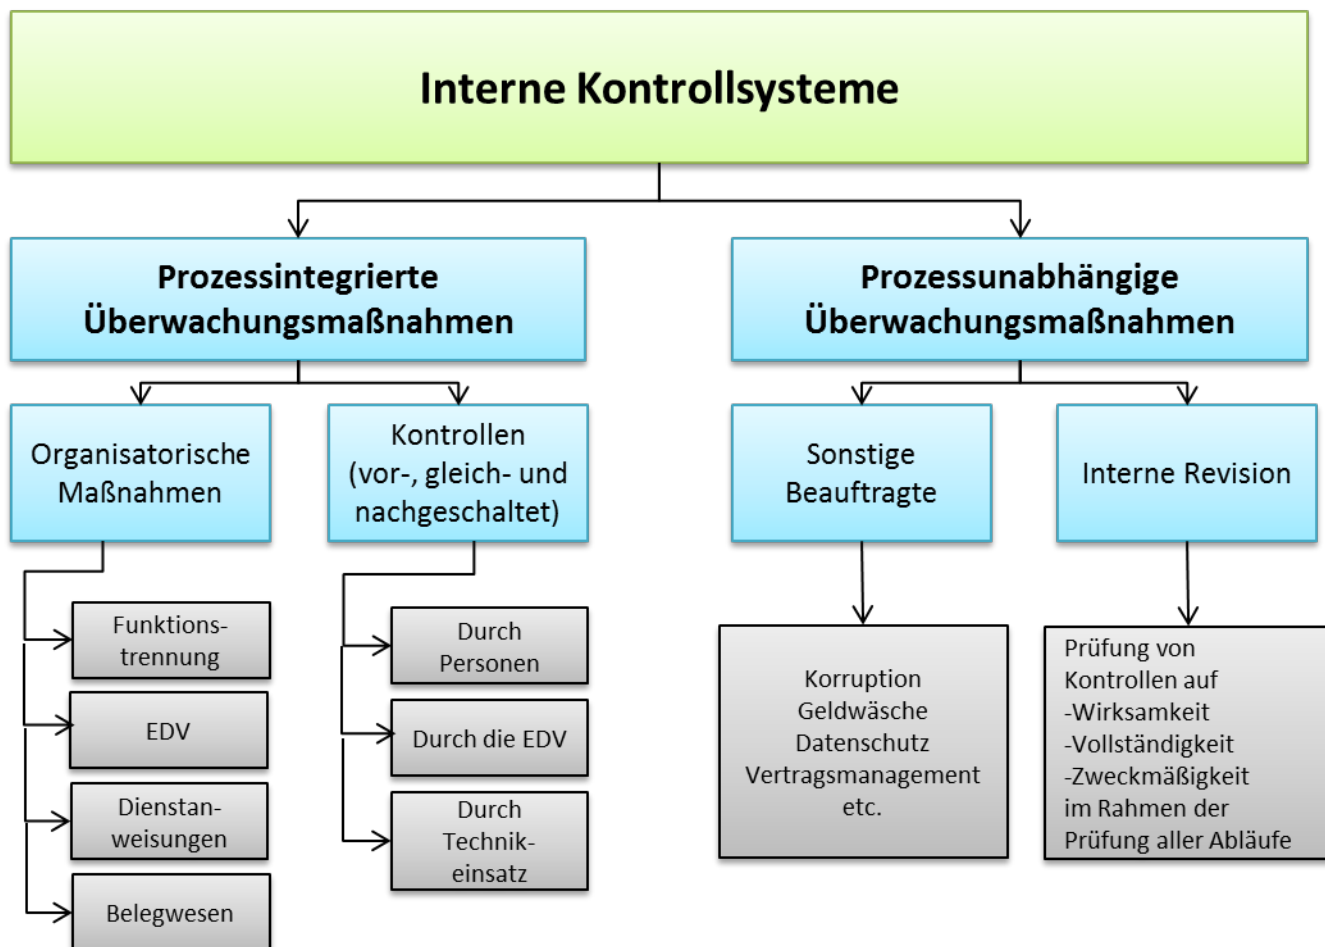 Interne Kontrollsysteme
Prozessintegrierte
Überwachungsmaßnahmen
Prozessunabhängige
Überwachungsmaßnahmen
Organisatorische
Maßnahmen
Kontrollen
(vor-, gleich- und
nachgeschaltet)
Sonstige
Beauftragte
Interne Revision
Funktions-
trennung
EDV
Dienstan-
weisungen
Belegwesen
Durch
Personen
Durch die EDV
Durch
Technik-
einsatz
Korruption
Geldwäsche
Datenschutz
Vertragsmanagement
etc.
Prüfung von
Kontrollen auf
-Wirksamkeit
-Vollständigkeit
-Zweckmäßigkeit
im Rahmen der
Prüfung aller Abläufe